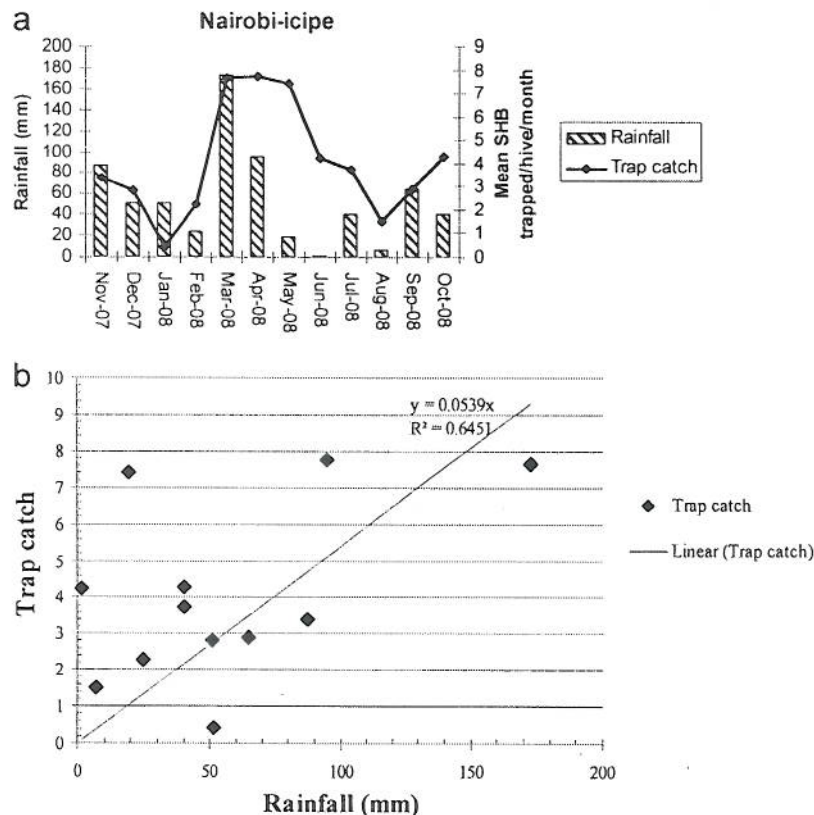 a
Nairobi-icipe
Rainfall (mm)
200
180
160
140
120
100
80
60
40
20
0
9
8
7
6
5
4
3
2
1
0
Mean SHB
trapped/hive/month
Nov-07
Dec-07
Jan-08
Feb-08
Mar-08
Apr-08
May-08
Jun-08
Jul-08
Aug-08
Sep-08
Oct-08
Rainfall
Trap catch
b
Trap catch
10
9
8
7
6
5
4
3
2
1
0
y = 0.0539x
R² = 0.6451
0
50
100
150
200
Rainfall (mm)
Trap catch
Linear (Trap catch)